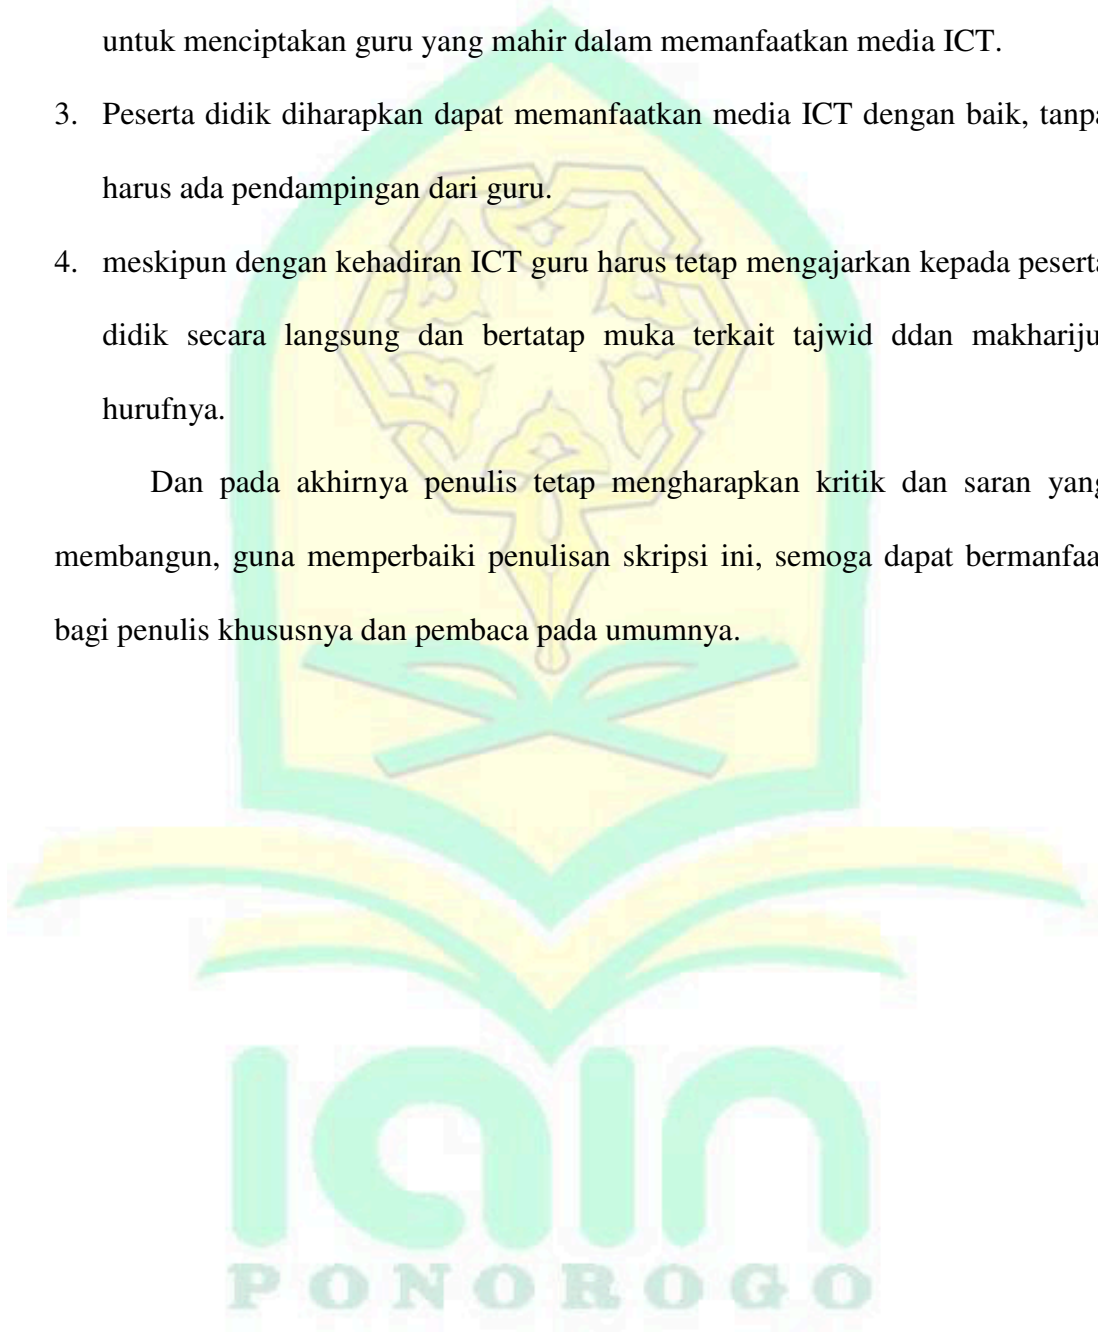 untuk menciptakan guru yang mahir dalam memanfaatkan media ICT.
3. Peserta didik diharapkan dapat memanfaatkan media ICT dengan baik, tanpa
harus ada pendampingan dari guru.
4. meskipun dengan kehadiran ICT guru harus tetap mengajarkan kepada peserta
didik secara langsung dan bertatap muka terkait tajwid ddan makhariju
hurufnya.
Dan pada akhirnya penulis tetap mengharapkan kritik dan saran yang
membangun, guna memperbaiki penulisan skripsi ini, semoga dapat bermanfaa
bagi penulis khususnya dan pembaca pada umumnya.
iain
PONOROGO